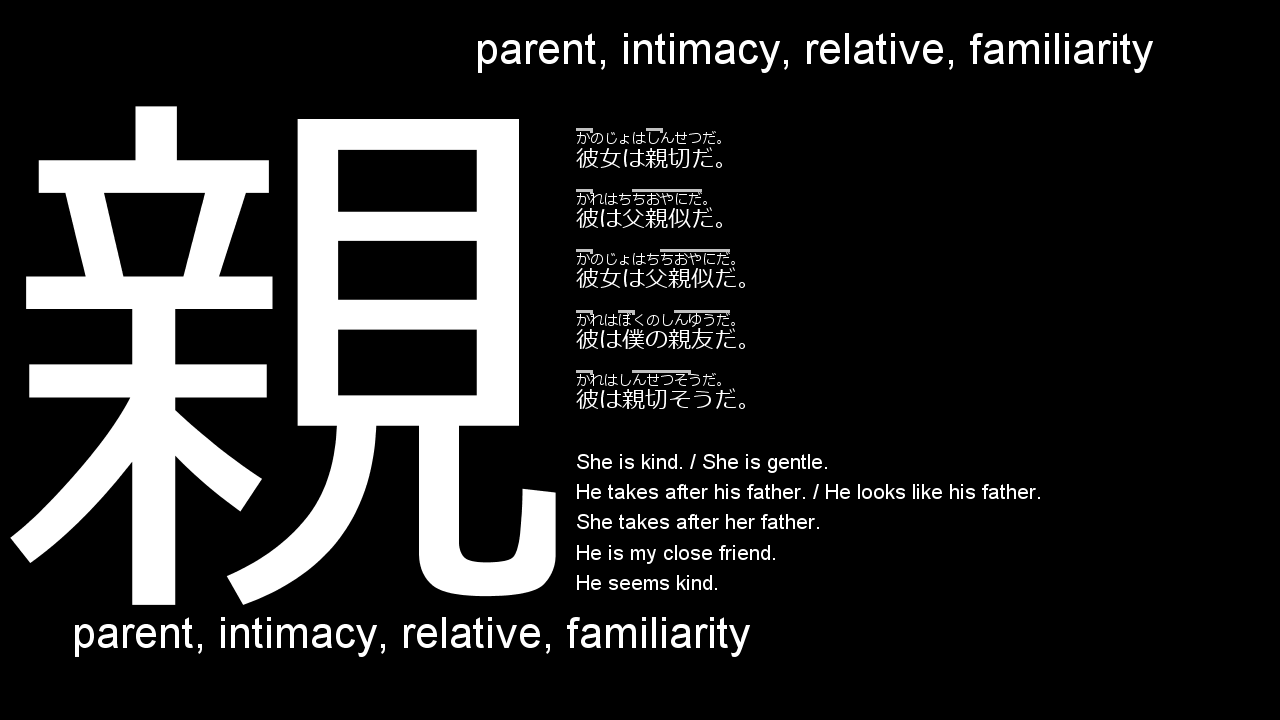 parent, intimacy, relative, familiarity
親
かのじょはしんせつだ。
彼女は親切だ。
かれはちちおやにだ。
彼は父親似だ。
かのじょはちちおやにだ。
彼女は父親似だ。
かれはぼくのしんゆうだ。
彼は僕の親友だ。
かれはしんせつそうだ。
彼は親切そうだ。
She is kind. / She is gentle.
He takes after his father. / He looks like his father.
She takes after her father.
He is my close friend.
He seems kind.
parent, intimacy, relative, familiarity